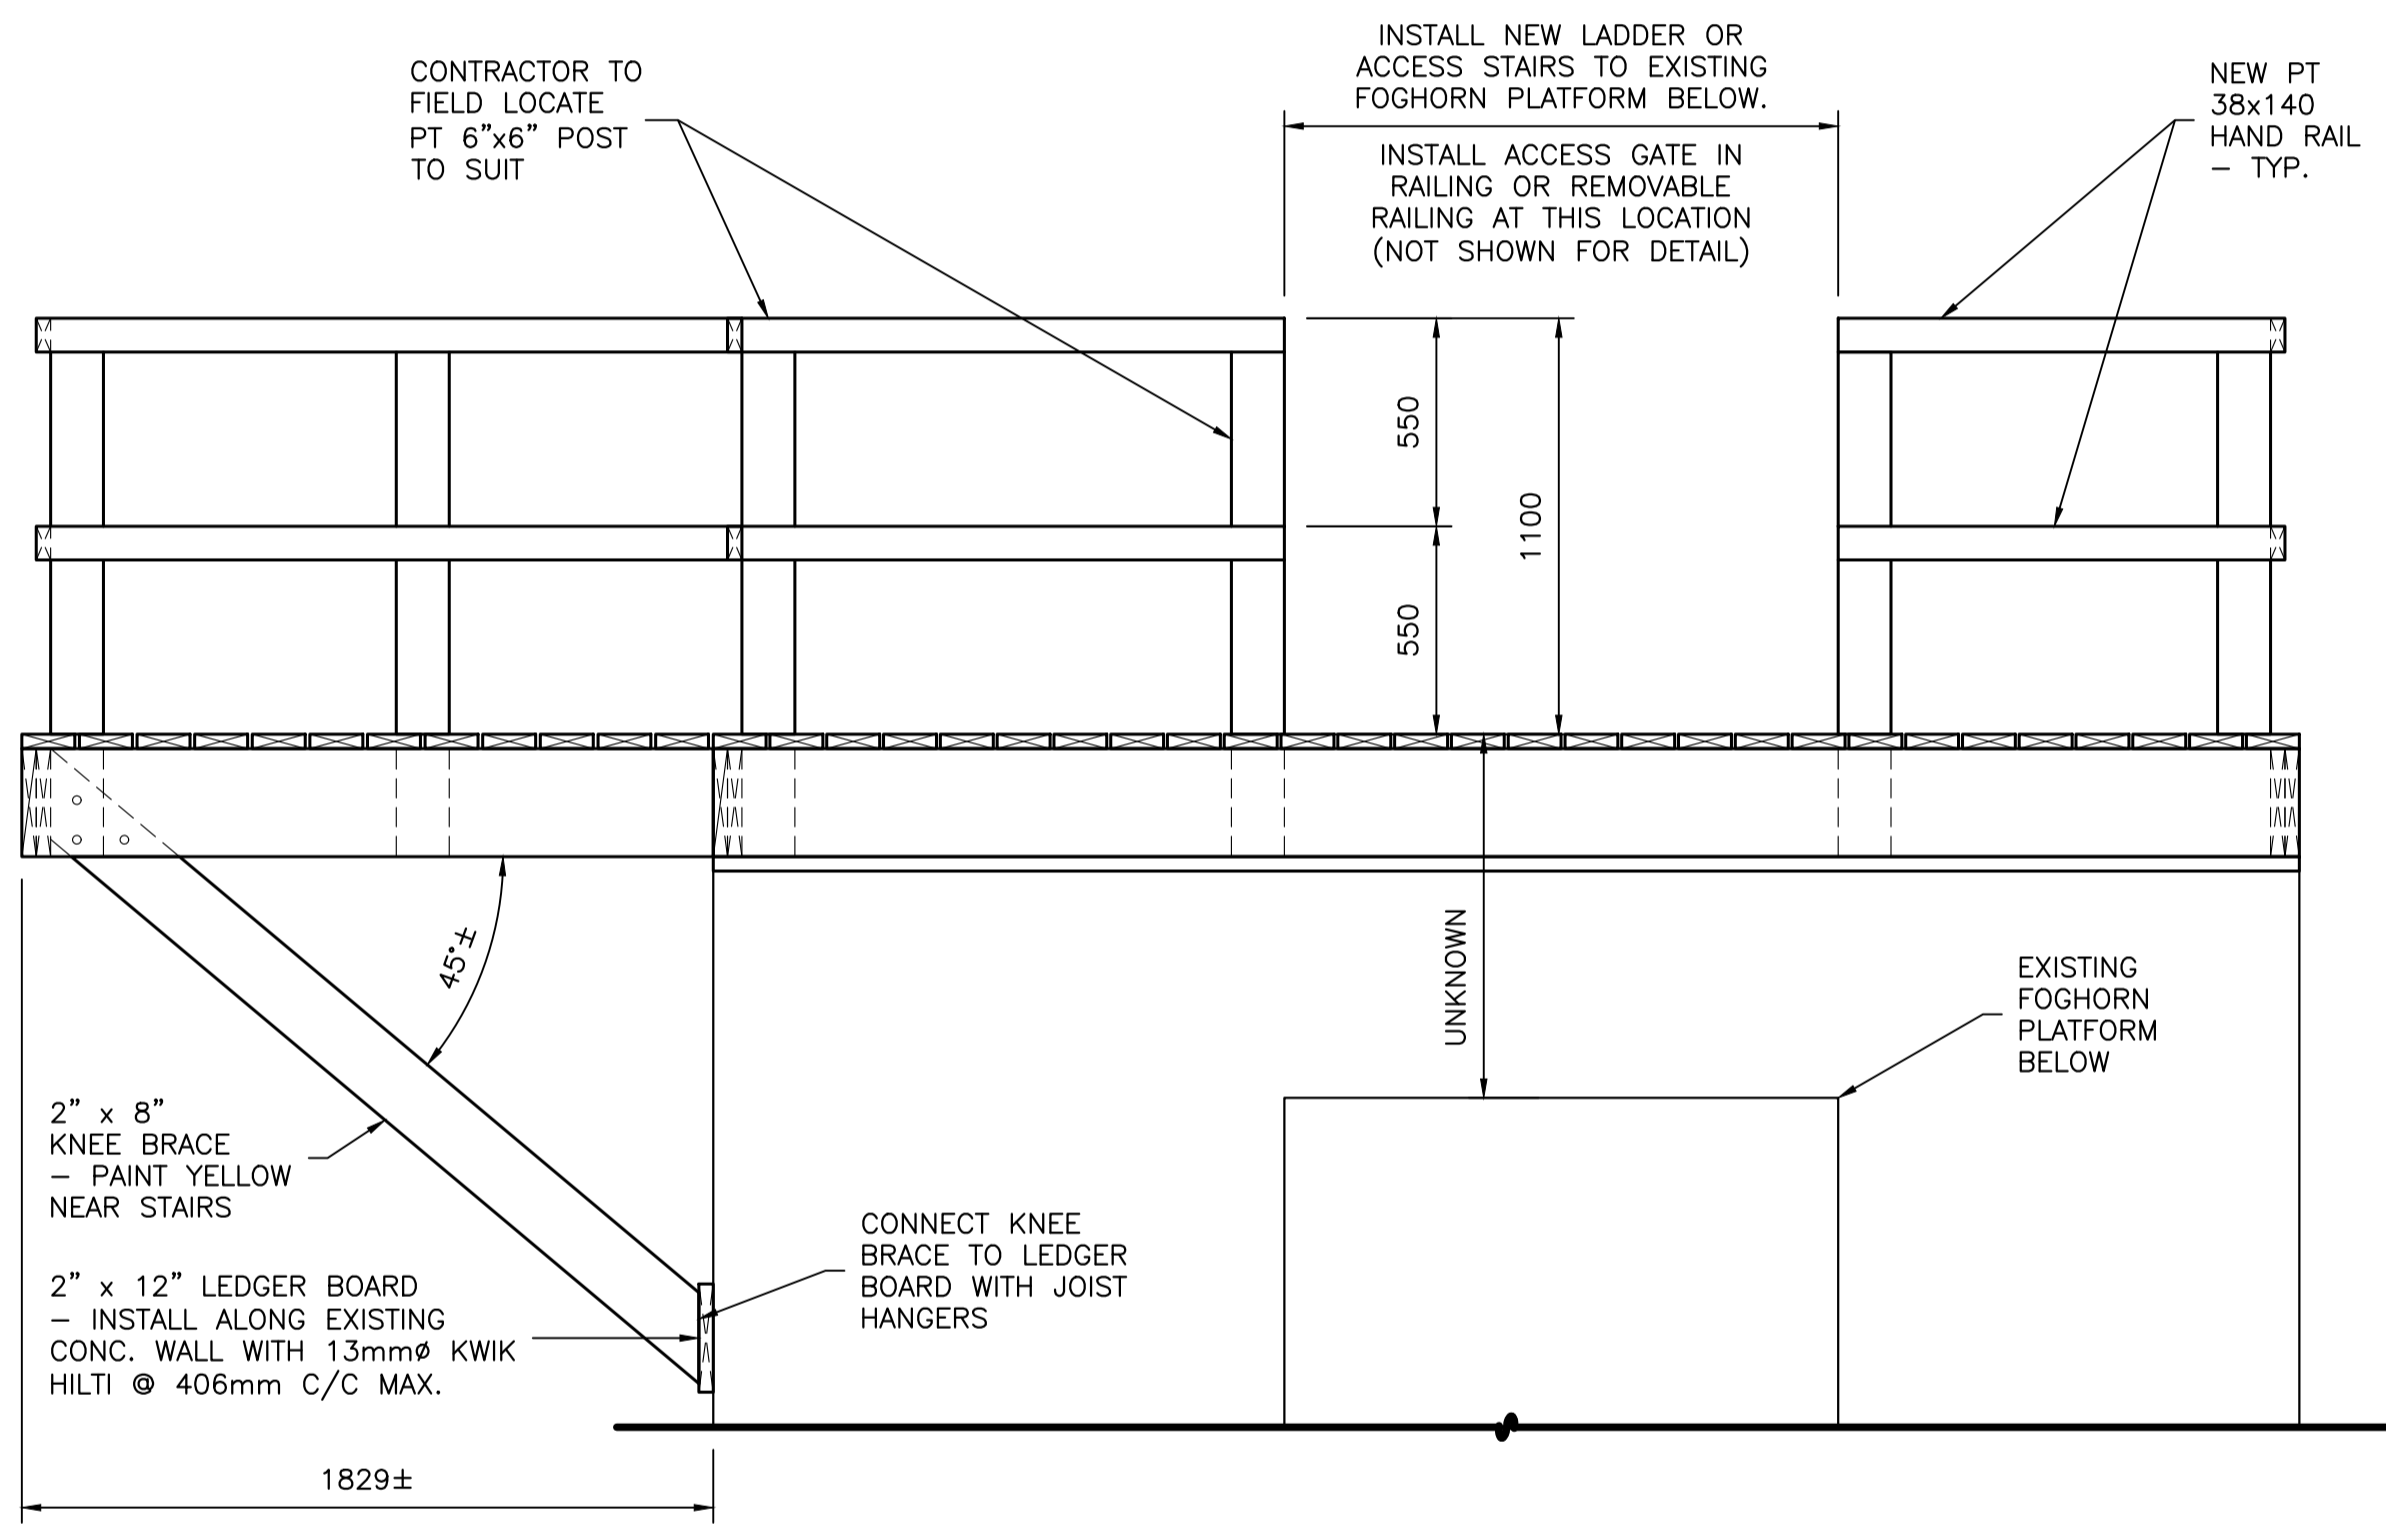 CONTRACTOR TO
FIELD LOCATE
PT 6”x6” POST
TO SUIT
INSTALL NEW LADDER OR
ACCESS STAIRS TO EXISTING
FOGHORN PLATFORM BELOW.
INSTALL ACCESS GATE IN
RAILING OR REMOVABLE
RAILING AT THIS LOCATION
(NOT SHOWN FOR DETAIL)
NEW PT
38x140
HAND RAIL
– TYP.
550
1100
550
45°±
UNKNOWN
EXISTING
FOGHORN
PLATFORM
BELOW
2” x 8”
KNEE BRACE
– PAINT YELLOW
NEAR STAIRS
CONNECT KNEE
BRACE TO LEDGER
BOARD WITH JOIST
HANGERS
2” x 12” LEDGER BOARD
– INSTALL ALONG EXISTING
CONC. WALL WITH 13mmø KWIK
HILTI @ 406mm C/C MAX.
1829±